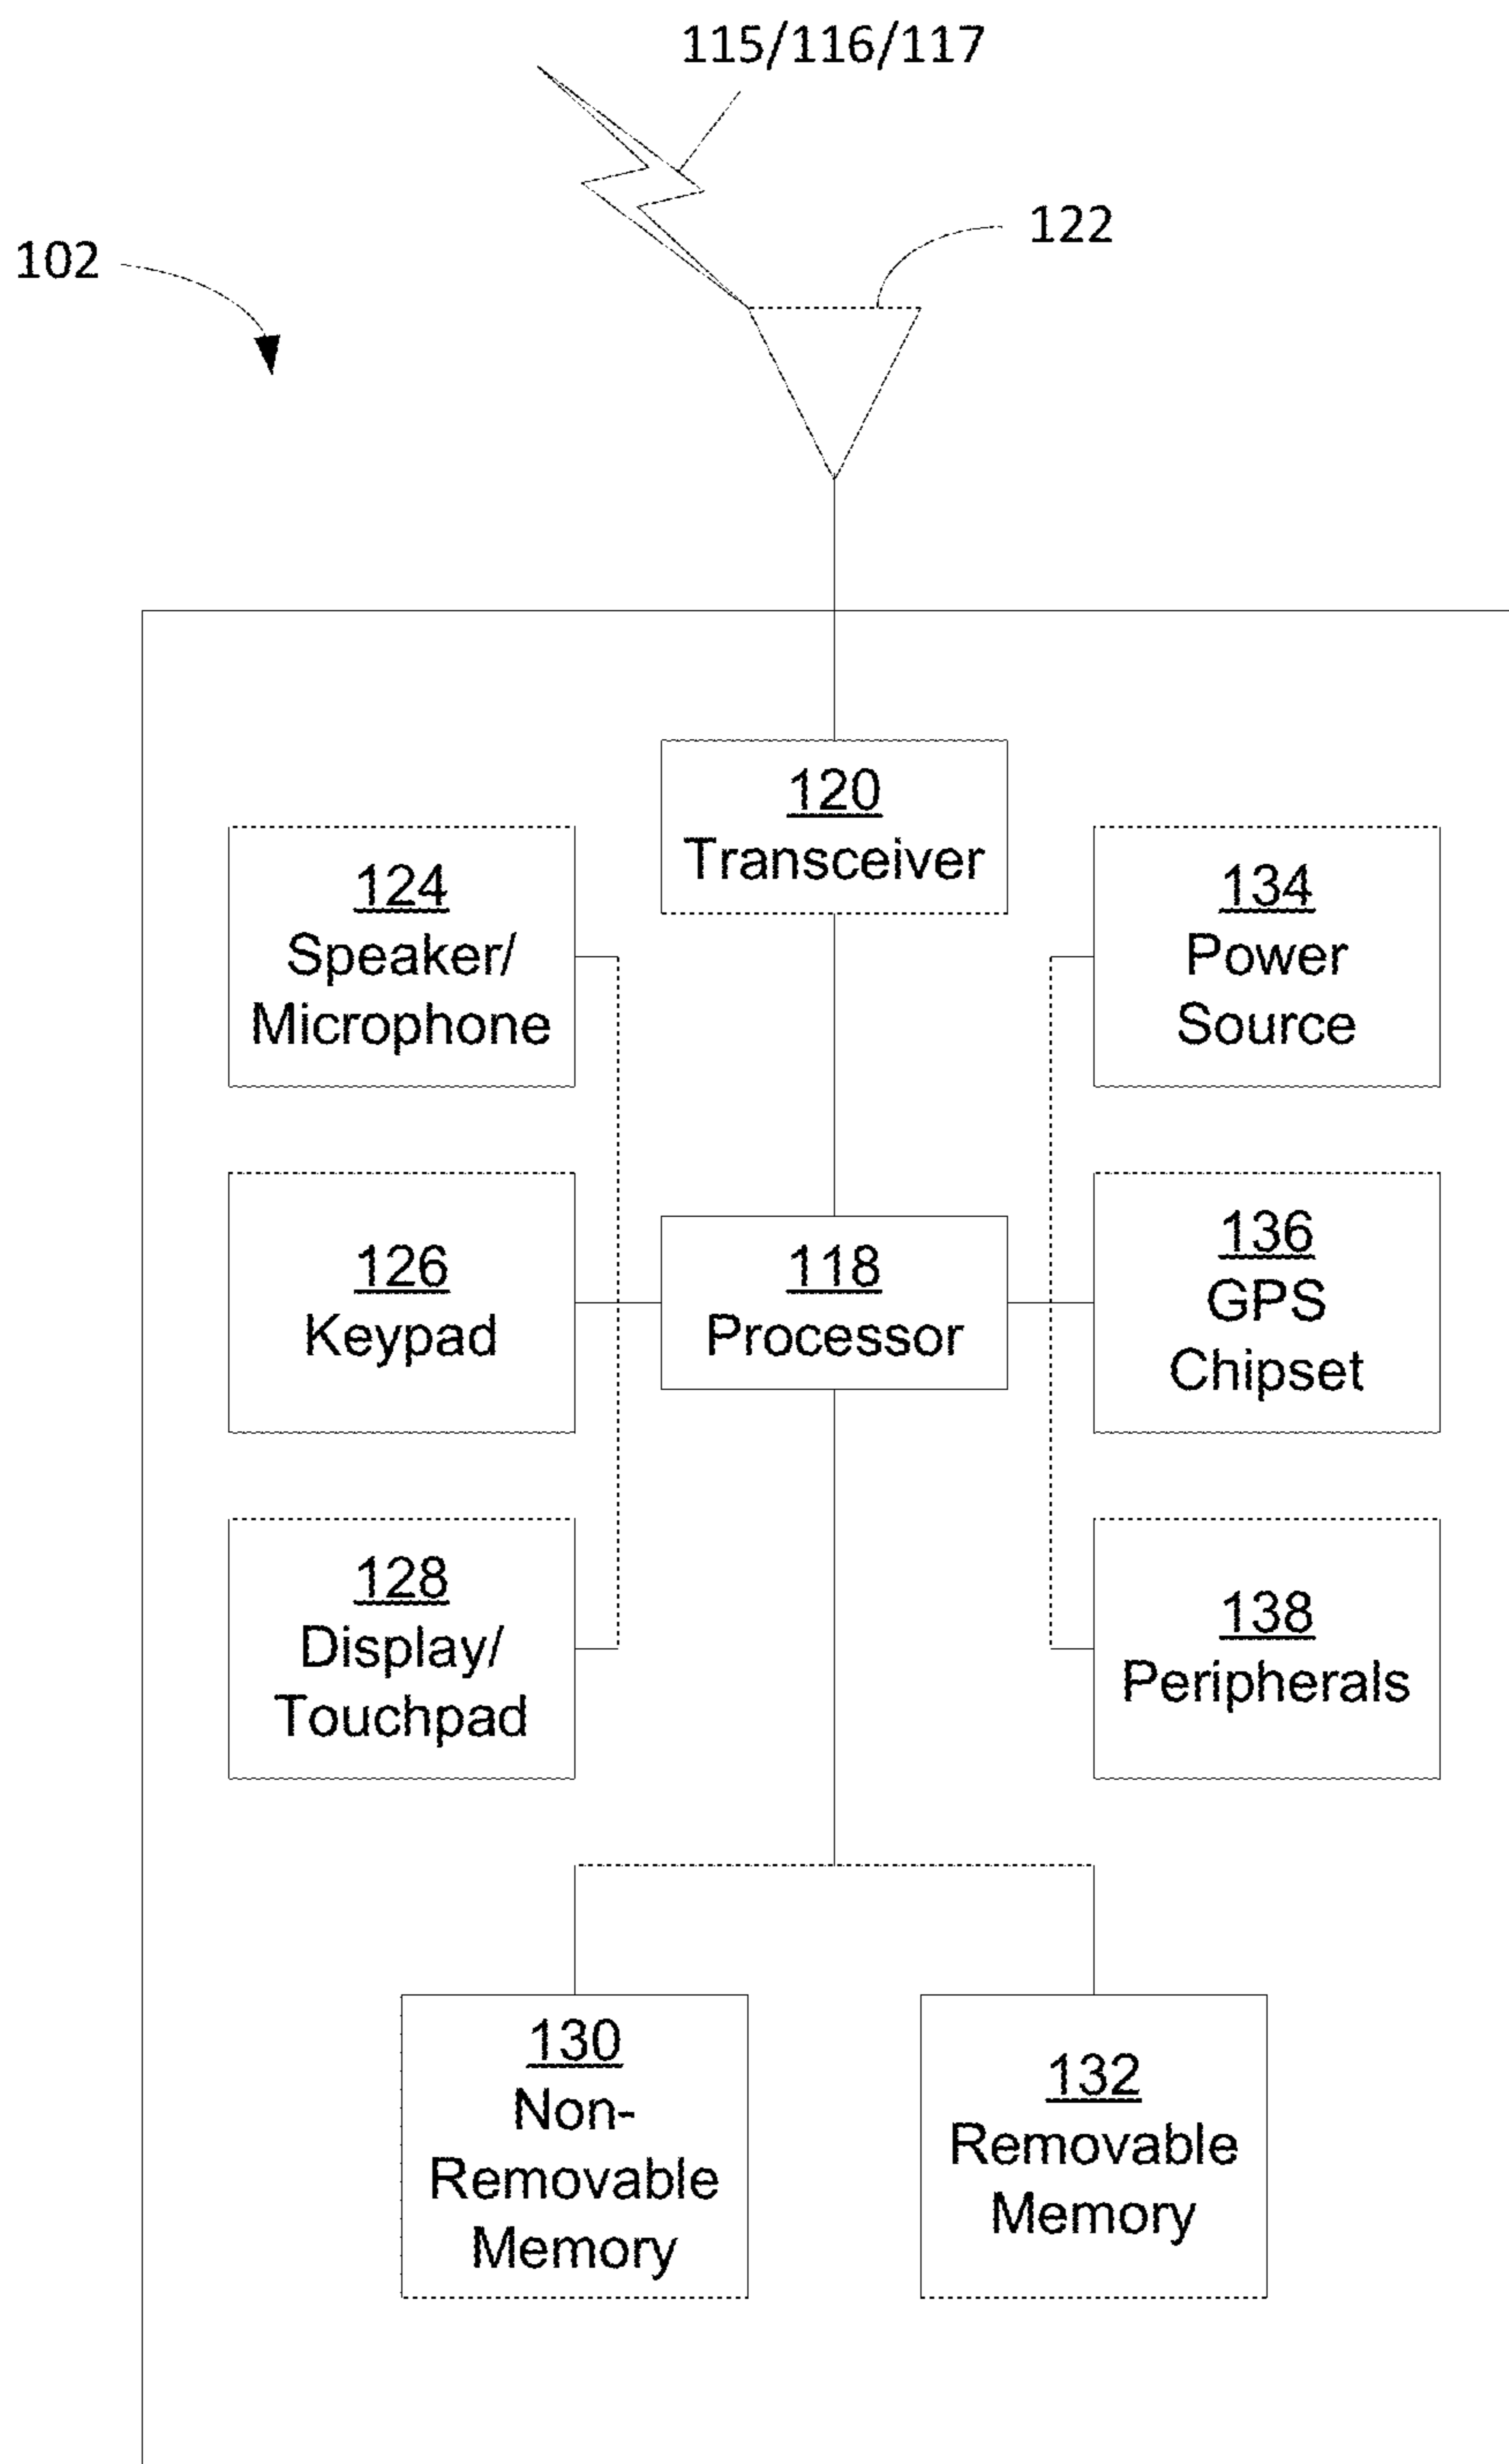 115/116/117
122
102
120
Transceiver
124
Speaker/
Microphone
134
Power
Source
126
Keypad
118
Processor
136
GPS
Chipset
128
Display/
Touchpad
138
Peripherals
130
Non-
Removable
Memory
132
Removable
Memory